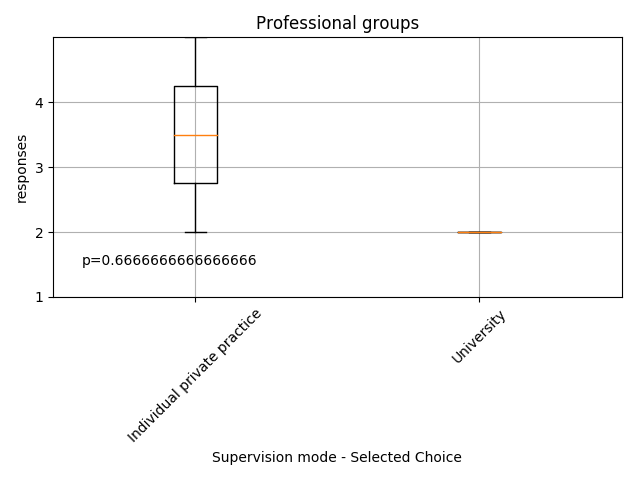 Professional groups
responses
4
3
2
1
p=0.6666666666666666
Individual private practice
University
Supervision mode - Selected Choice